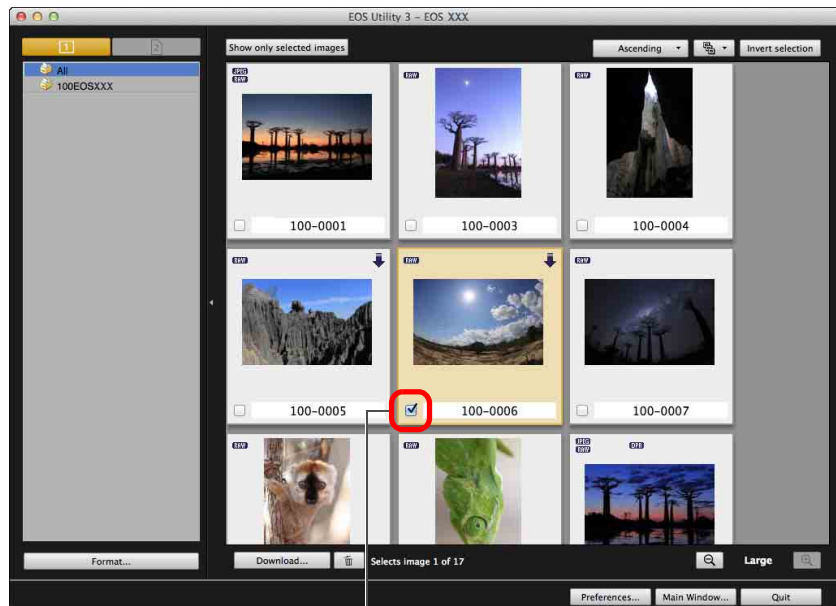 EOS Utility 3 - EOS XXX
1
2
Show only selected images
Ascending
Invert selection
All
100EOSXXX
JPEG
RAW
RAW
RAW
100-0001
100-0003
100-0004
RAW
RAW
RAW
100-0005
100-0006
100-0007
RAW
RAW
JPEG
RAW
DPB
Format...
Download...
Selects image 1 of 17
Large
Preferences...
Main Window...
Quit